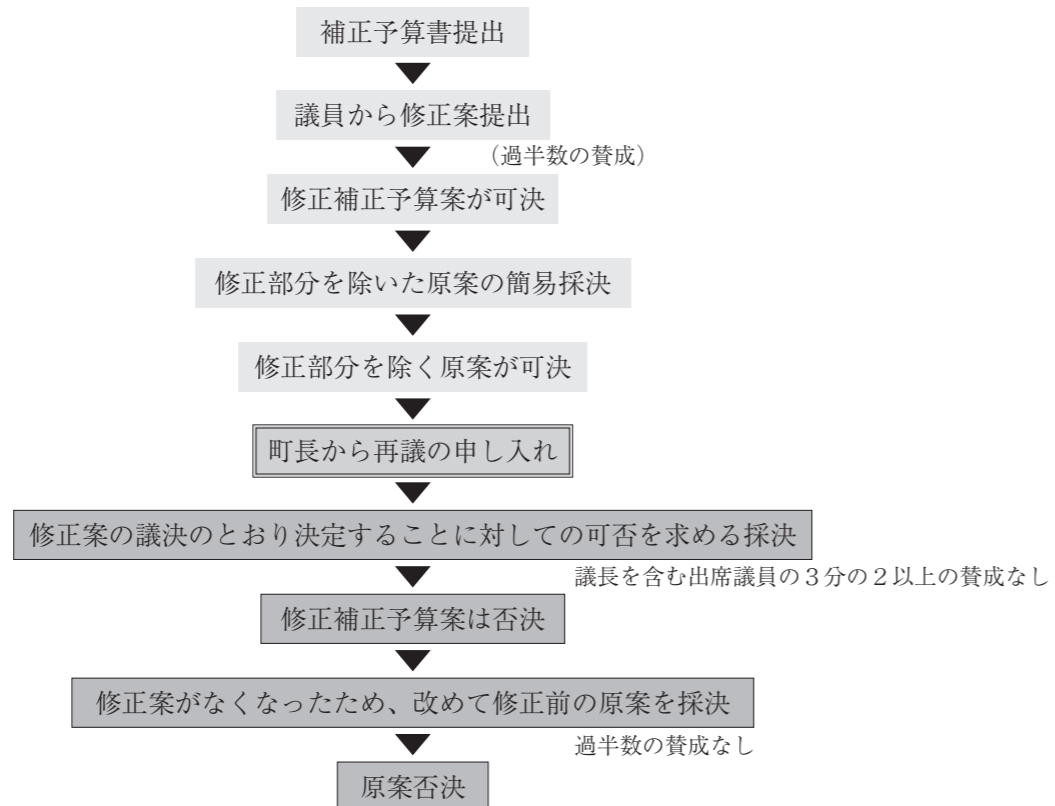 補正予算書提出
議員から修正案提出
（過半数の賛成）
修正補正予算案が可決
修正部分を除いた原案の簡易採決
修正部分を除く原案が可決
町長から再議の申し入れ
修正案の議決のとおり決定することに対しての可否を求める採決
議長を含む出席議員の３分の２以上の賛成なし
修正補正予算案は否決
修正案がなくなったため、改めて修正前の原案を採決
過半数の賛成なし
原案否決